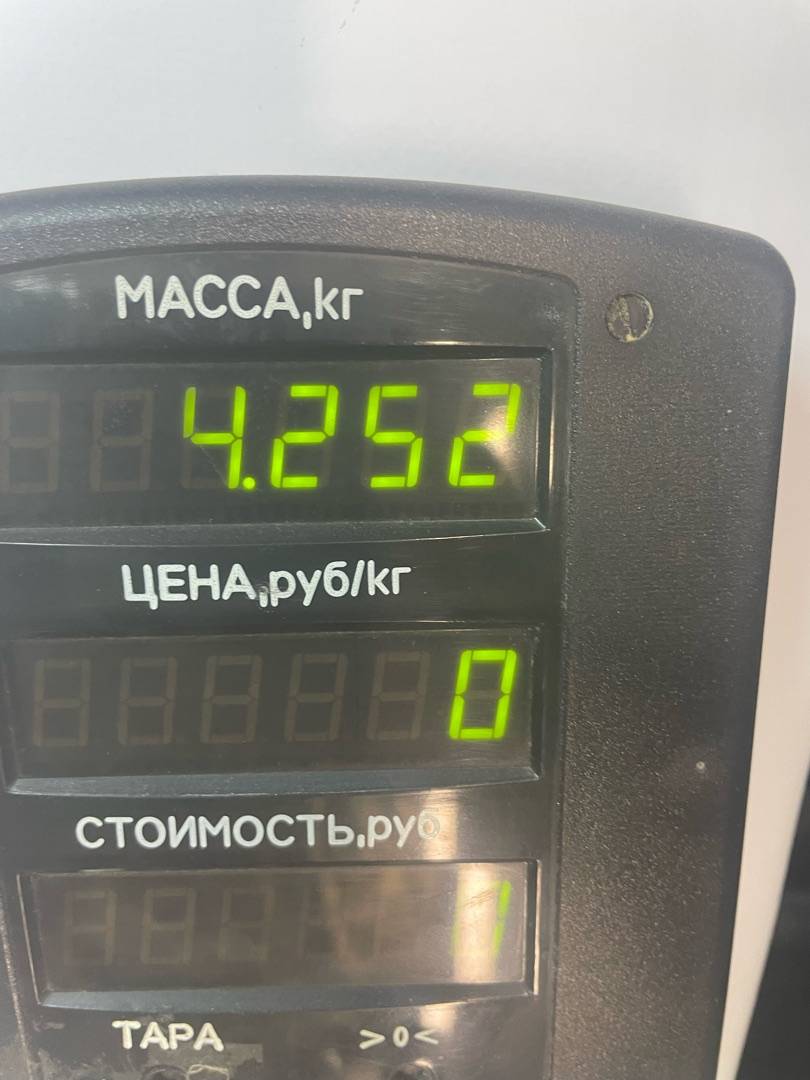 МАССА,кг
4.252
ЦЕНА,руб/кг
0
СТОИМОСТЬ,руб
ТАРА >0<